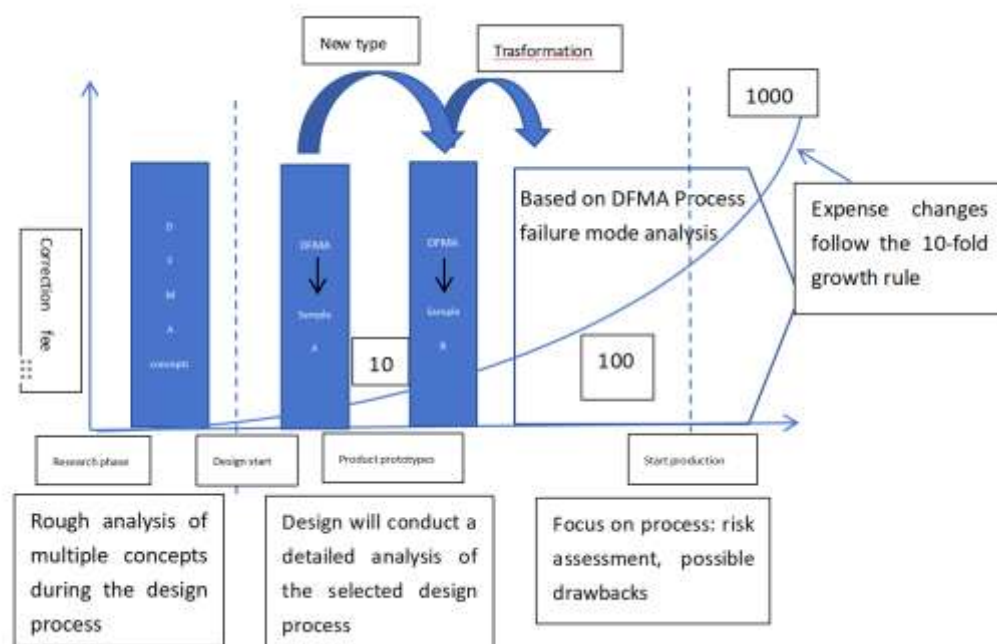 New type
Trasformation
1000
Based on DFMA Process
failure mode analysis
Expense changes
follow the 10-fold
growth rule
Correction fee
D
F
M
A
concepts
DFMA
Sample
A
DFMA
Sample
B
10
100
Research phase
Design start
Product prototypes
Start production
Rough analysis of
multiple concepts
during the design
process
Design will conduct a
detailed analysis of
the selected design
process
Focus on process: risk
assessment, possible
drawbacks